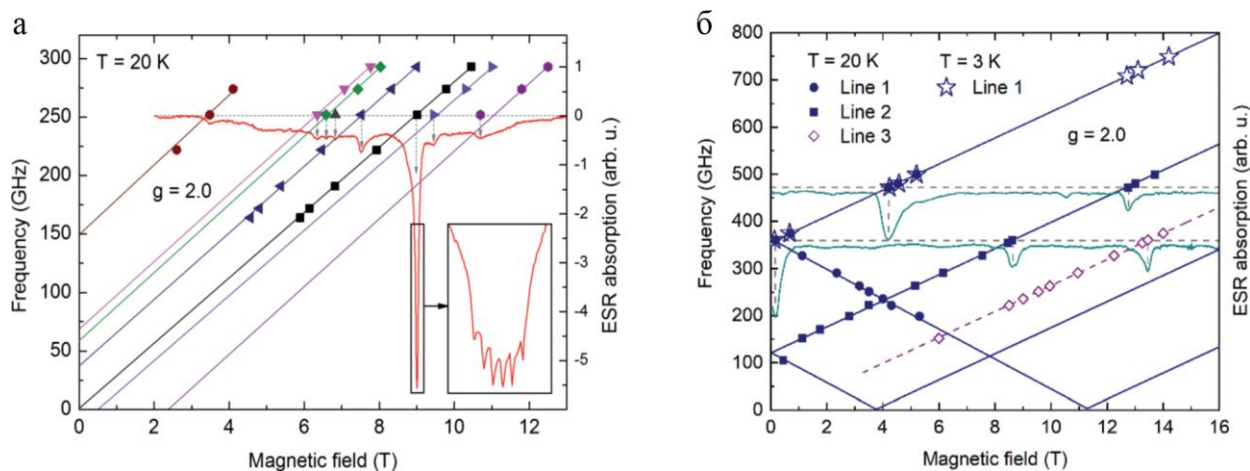 а
T = 20 K
g = 2.0
300
250
200
150
100
50
0
Frequency (GHz)
0 2 4 6 8 10 12
Magnetic field (T)
1
0
-1
-2
-3
-4
-5
ESR absorption (arb. u.)
б
T = 20 K T = 3 K
Line 1 Line 1
Line 2
Line 3
g = 2.0
800
700
600
500
400
300
200
100
0
Frequency (GHz)
0 2 4 6 8 10 12 14 16
Magnetic field (T)
ESR absorption (arb. u.)